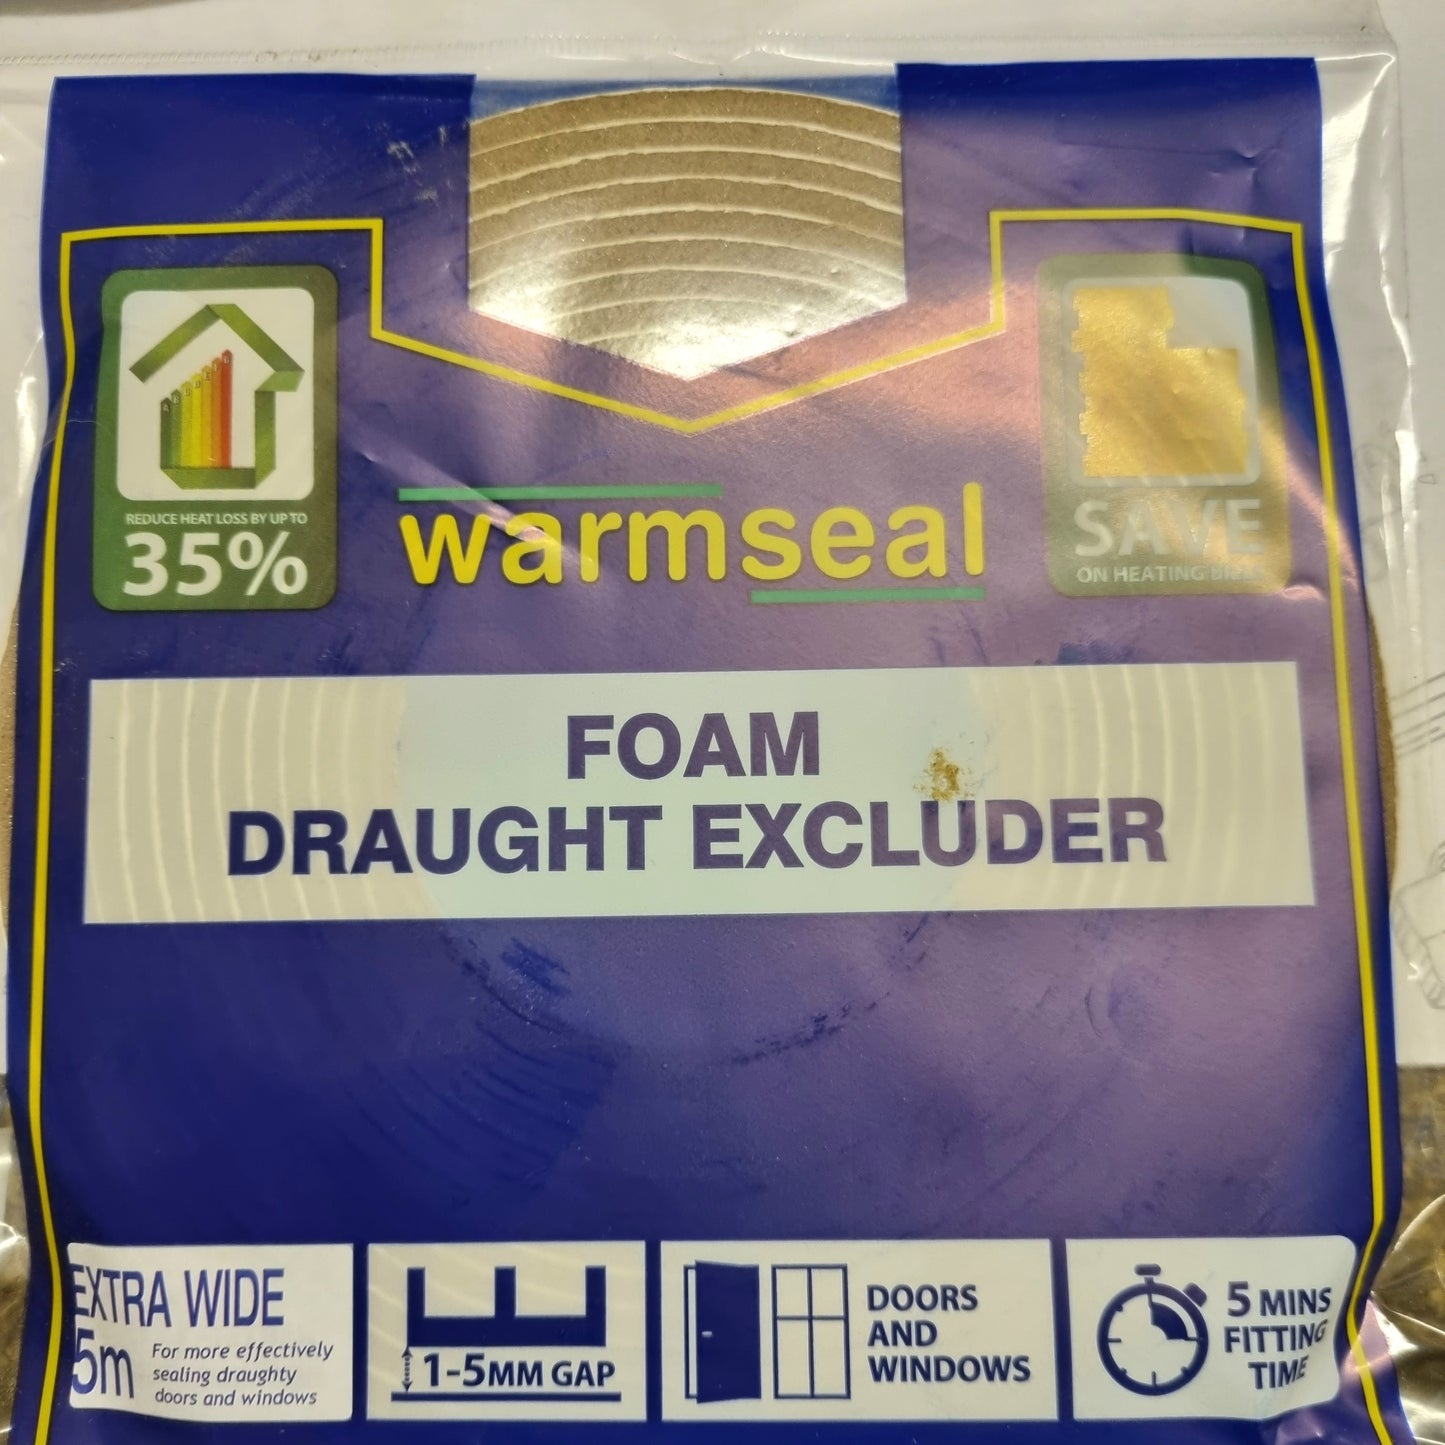 REDUCE HEAT LOSS BY UP TO
35%
warmseal
SAVE
ON HEATING BILLS
FOAM
DRAUGHT EXCLUDER
EXTRA WIDE
5m
For more effectively
sealing draughty
doors and windows
1-5MM GAP
DOORS
AND
WINDOWS
5 MINS
FITTING
TIME